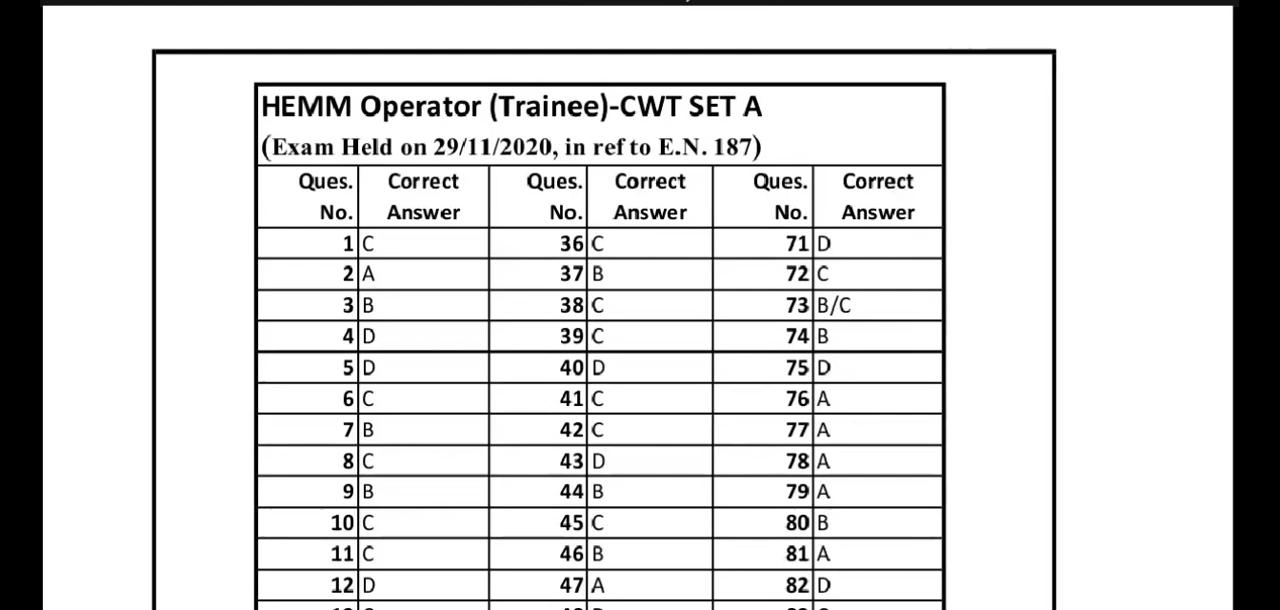 HEMM Operator (Trainee)-CWT SET A
(Exam Held on 29/11/2020, in ref to E.N. 187)
Ques. No. Correct Answer Ques. No. Correct Answer Ques. No. Correct Answer
1 C 36 C 71 D
2 A 37 B 72 C
3 B 38 C 73 B/C
4 D 39 C 74 B
5 D 40 D 75 D
6 C 41 C 76 A
7 B 42 C 77 A
8 C 43 D 78 A
9 B 44 B 79 A
10 C 45 C 80 B
11 C 46 B 81 A
12 D 47 A 82 D